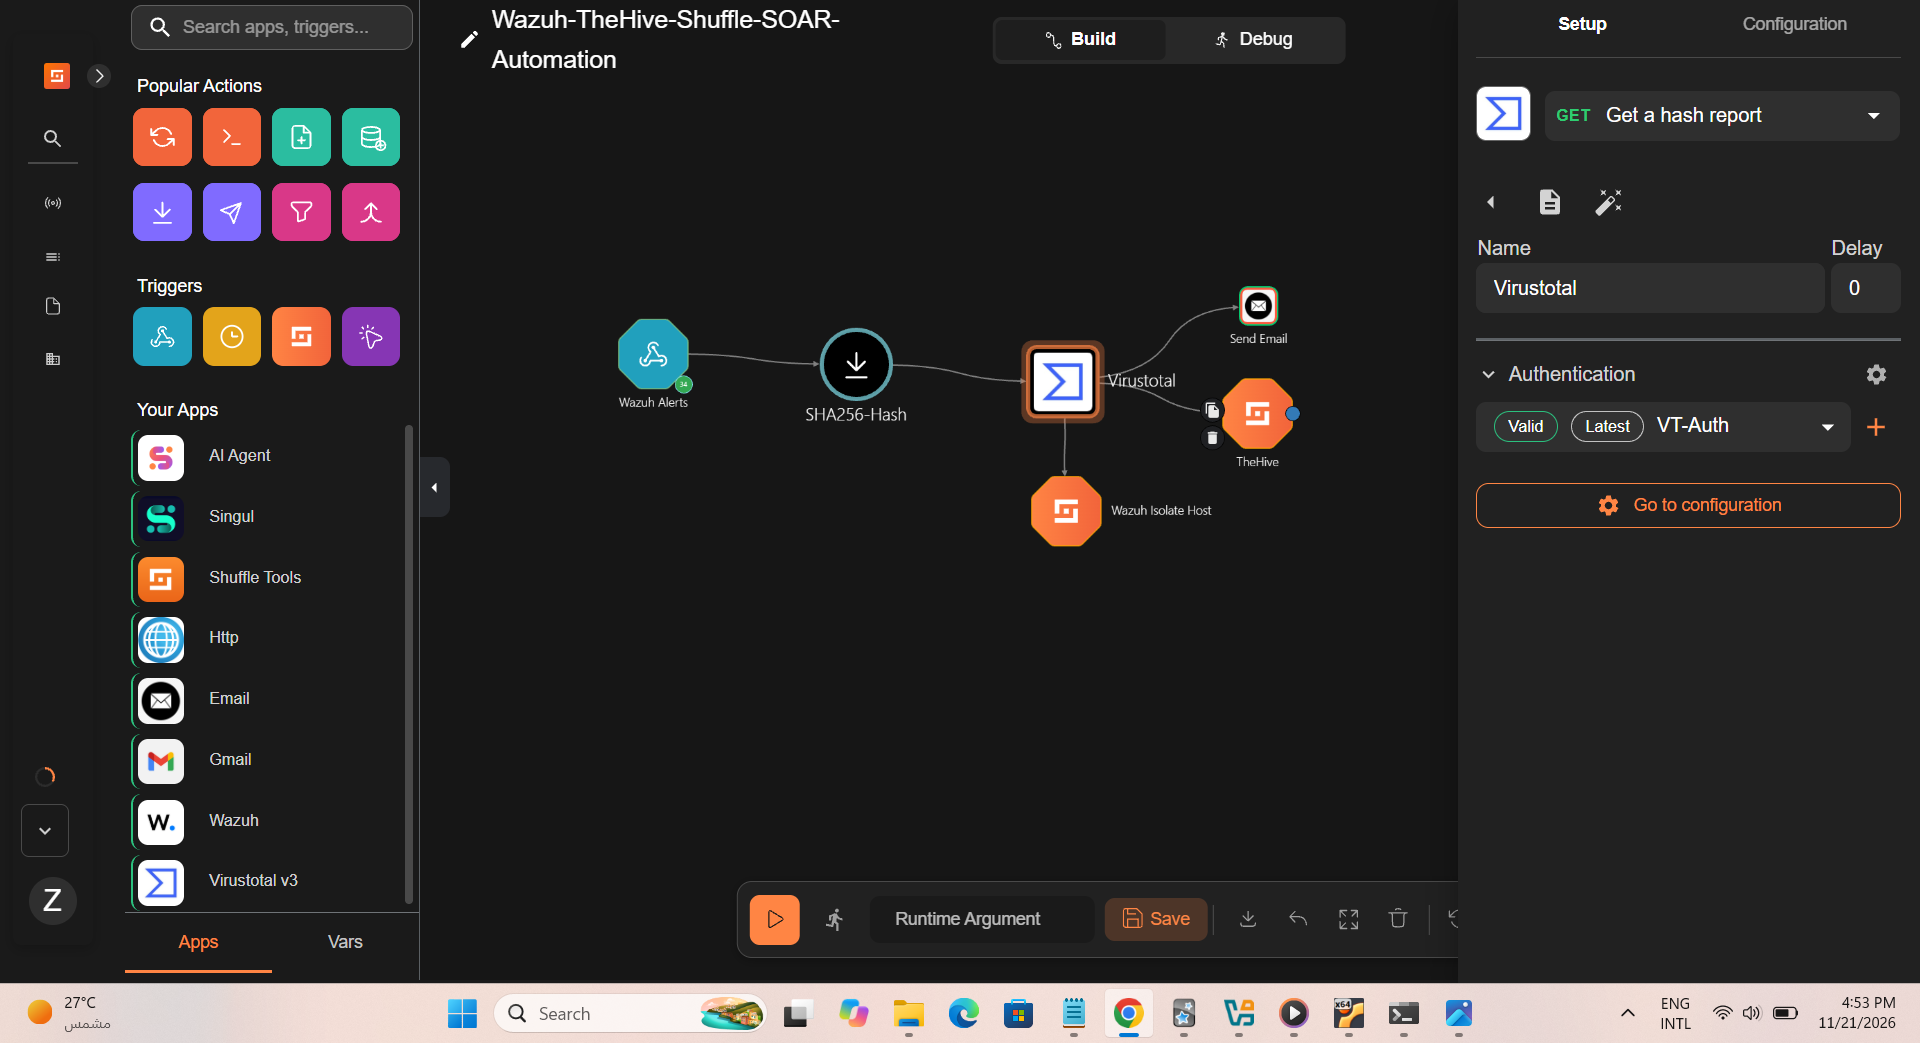 Search apps, triggers...
Popular Actions
Triggers
Your Apps
AI Agent
Singul
Shuffle Tools
Http
Email
Gmail
W.
Wazuh
Virustotal v3
Z
Apps
Vars
Wazuh-TheHive-Shuffle-SOAR-
Automation
Build
Debug
Wazuh Alerts
34
SHA256-Hash
Virustotal
Send Email
TheHive
Wazuh Isolate Host
Runtime Argument
Save
Setup
Configuration
GET Get a hash report
Name
Delay
Virustotal
0
Authentication
Valid
Latest
VT-Auth
Go to configuration
27°C
مشمس
Search
x64
ENG
INTL
4:53 PM
11/21/2026